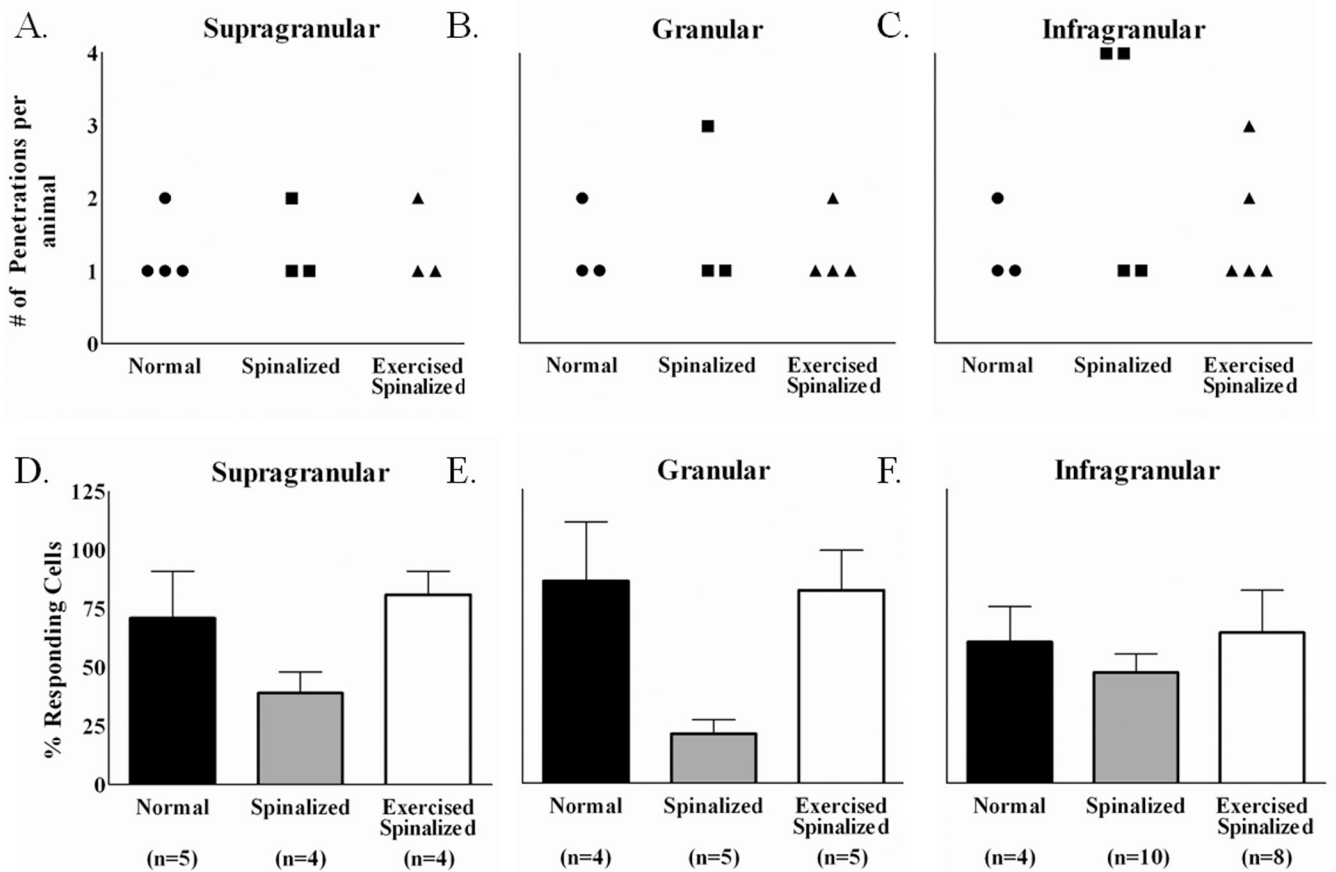 A.
Supragranular
B.
Granular
C.
Infragranular
# of Penetrations per
animal
4
3
2
1
0
Normal
Spinalized
Exercised
Spinalized
Normal
Spinalized
Exercised
Spinalized
Normal
Spinalized
Exercised
Spinalized
D.
Supragranular
E.
Granular
F.
Infragranular
% Responding Cells
125
100
75
50
25
0
Normal
Spinalized
Exercised
Spinalized
(n=5)
(n=4)
(n=4)
Normal
Spinalized
Exercised
Spinalized
(n=4)
(n=5)
(n=5)
Normal
Spinalized
Exercised
Spinalized
(n=4)
(n=10)
(n=8)